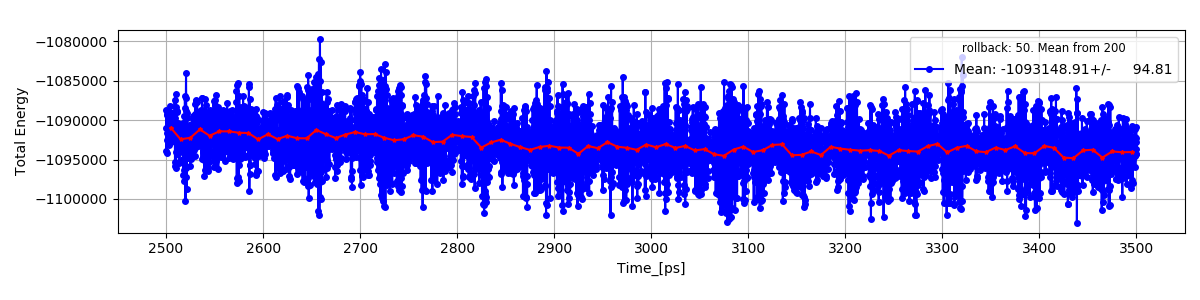 rollback: 50. Mean from 200
Mean: -1093148.91+/- 94.81
Total Energy
−1080000
−1085000
−1090000
−1095000
−1100000
2500 2600 2700 2800 2900 3000 3100 3200 3300 3400 3500
Time_[ps]